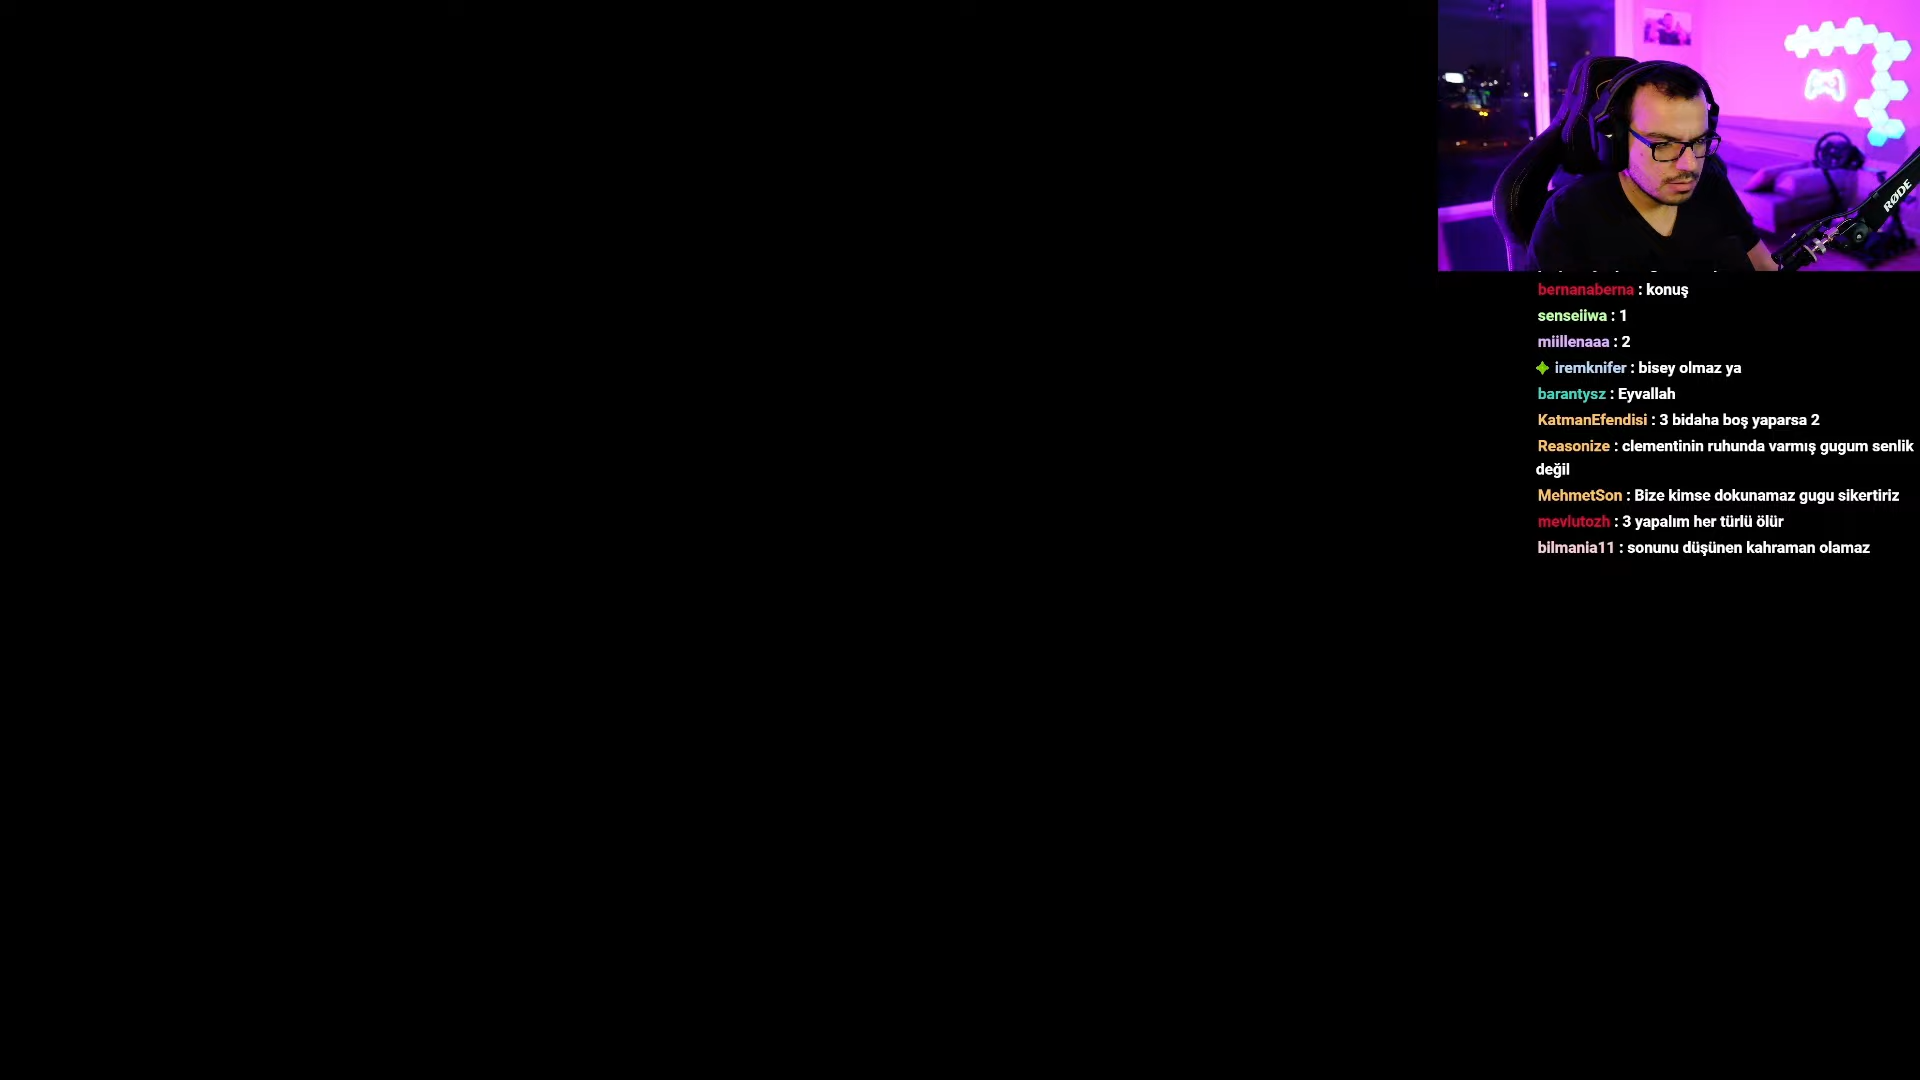 RØDE
bernanaberna : konuş
senseiiwa : 1
miillenaaa : 2
iremknifer : bisey olmaz ya
barantysz : Eyvallah
KatmanEfendisi : 3 bidaha boş yaparsa 2
Reasonize : clementinin ruhunda varmış gugum senlik
değil
MehmetSon : Bize kimse dokunamaz gugu sikertiriz
mevlutozh : 3 yapalım her türlü ölür
bilmania11 : sonunu düşünen kahraman olamaz